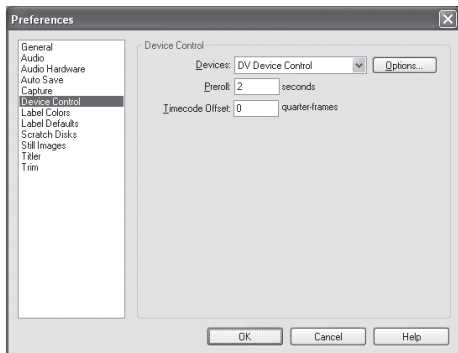 Preferences
General
Audio
Audio Hardware
Auto Save
Capture
Device Control
Label Colors
Label Defaults
Scratch Disks
Still Images
Titler
Trim
Device Control
Devices: DV Device Control Options...
Preroll: 2 seconds
Timecode Offset: 0 quarter-frames
OK Cancel Help